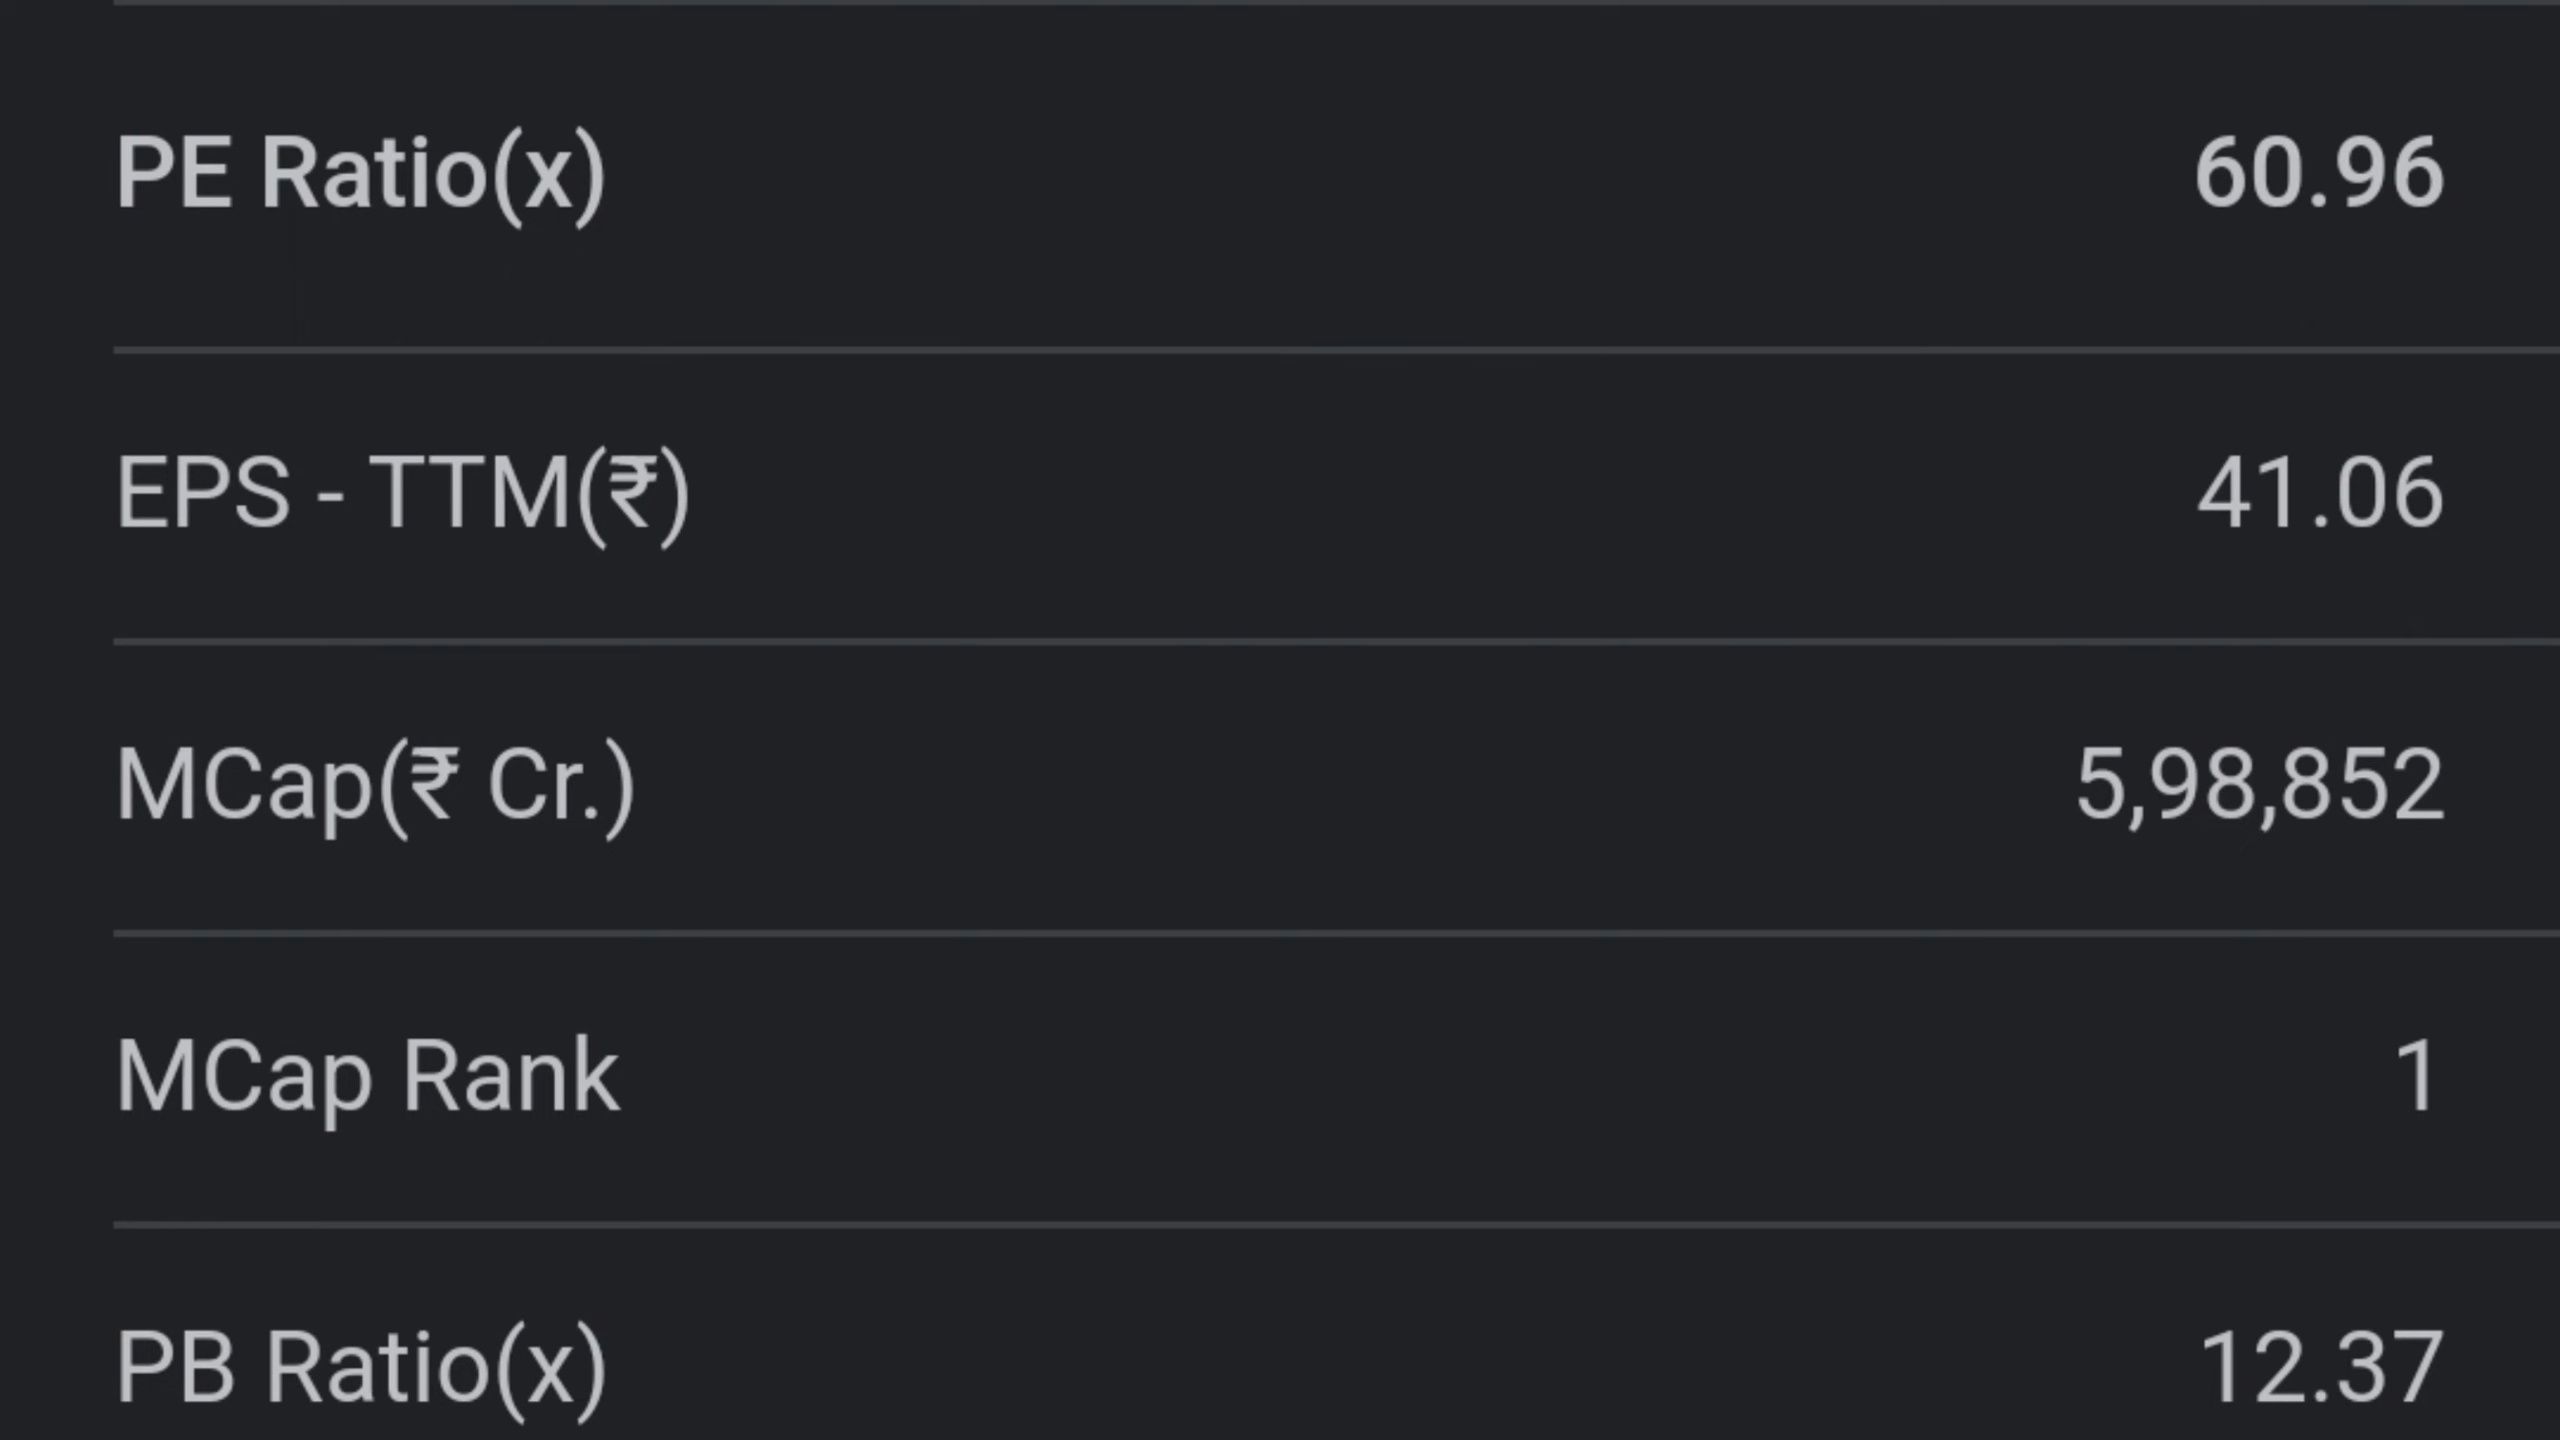 PE Ratio(x) 60.96
EPS - TTM(₹) 41.06
MCap(₹ Cr.) 5,98,852
MCap Rank 1
PB Ratio(x) 12.37